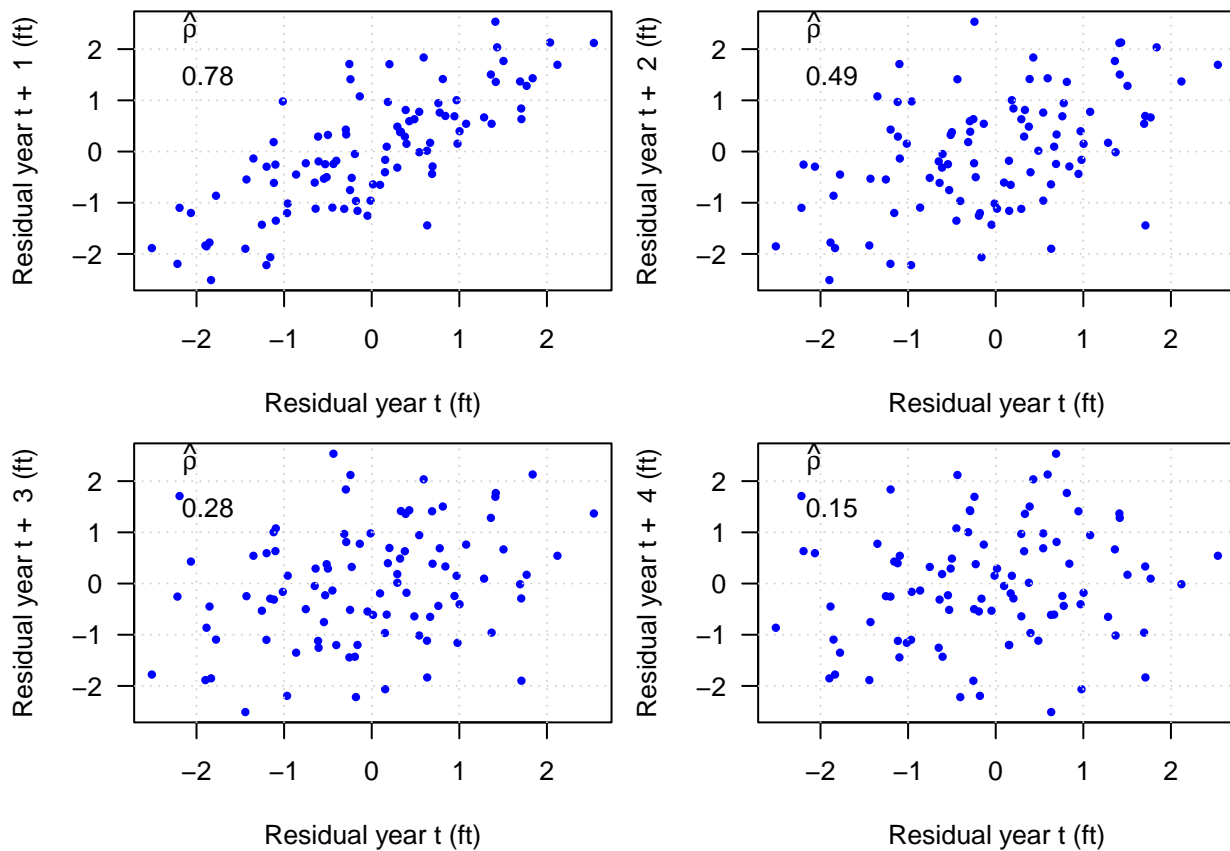 Residual year t + 1 (ft)
2
1
0
−1
−2
ρ̂
0.78
−2 −1 0 1 2
Residual year t (ft)
Residual year t + 2 (ft)
2
1
0
−1
−2
ρ̂
0.49
−2 −1 0 1 2
Residual year t (ft)
Residual year t + 3 (ft)
2
1
0
−1
−2
ρ̂
0.28
−2 −1 0 1 2
Residual year t (ft)
Residual year t + 4 (ft)
2
1
0
−1
−2
ρ̂
0.15
−2 −1 0 1 2
Residual year t (ft)